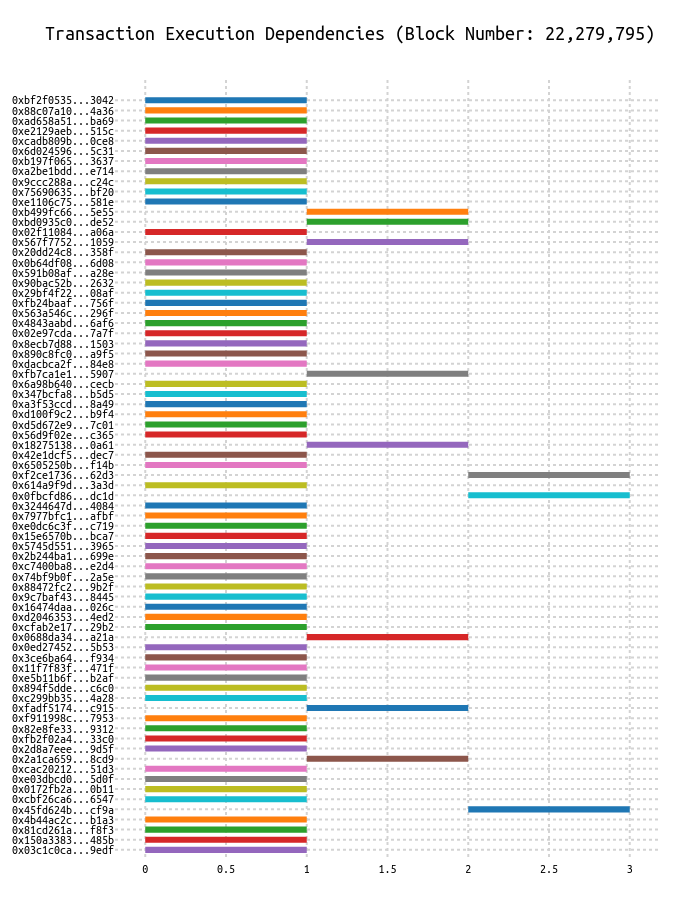 Transaction Execution Dependencies (Block Number: 22,279,795)
0xbf2f0535...3042
0x88c07a10...4a36
0xad658a51...ba69
0xe2129aeb...515c
0xcadb809b...0ce8
0x6d024596...5c31
0xb197f065...3637
0xa2be1bdd...e714
0x9ccc288a...c24c
0x75690635...bf20
0xe1106c75...581e
0xb499fc66...5e55
0xbd0935c0...de52
0x02f11084...a06a
0x567f7752...1059
0x20dd24c8...358f
0x0b64df08...6d08
0x591b08af...a28e
0x90bac52b...2632
0x29bf4f22...08af
0xfb24baaf...756f
0x563a546c...296f
0x4843aabd...6af6
0x02e97cda...7a7f
0x8ecb7d88...1503
0x890c8fc0...a9f5
0xdacbca2f...84e8
0xfb7ca1e1...5907
0x6a98b640...cecb
0x347bcfa8...b5d5
0xa3f53ccd...8a49
0xd100f9c2...b9f4
0xd5d672e9...7c01
0x56d9f02e...c365
0x18275138...0a61
0x42e1dcf5...dec7
0x6505250b...f14b
0xf2ce1736...62d3
0x614a9f9d...3a3d
0x0fbcfd86...dc1d
0x3244647d...4084
0x7977bfc1...afbf
0xe0dc6c3f...c719
0x15e6570b...bca7
0x5745d551...3965
0x2b244ba1...699e
0xc7400ba8...e2d4
0x74bf9b0f...2a5e
0x88472fc2...9b2f
0x9c7baf43...8445
0x16474daa...026c
0xd2046353...4ed2
0xcfab2e17...29b2
0x0688da34...a21a
0x0ed27452...5b53
0x3ce6ba64...f934
0x11f7f83f...471f
0xe5b11b6f...b2af
0x894f5dde...c6c0
0xc299bb35...4a28
0xfadf5174...c915
0xf911998c...7953
0x82e8fe33...9312
0xfb2f02a4...33c0
0x2d8a7eee...9d5f
0x2a1ca659...8cd9
0xcac20212...51d3
0xe03dbcd0...5d0f
0x0172fb2a...0b11
0xcbf26ca6...6547
0x45fd624b...cf9a
0x4b44ac2c...b1a3
0x81cd261a...f8f3
0x150a3383...485b
0x03c1c0ca...9edf
0 0.5 1 1.5 2 2.5 3